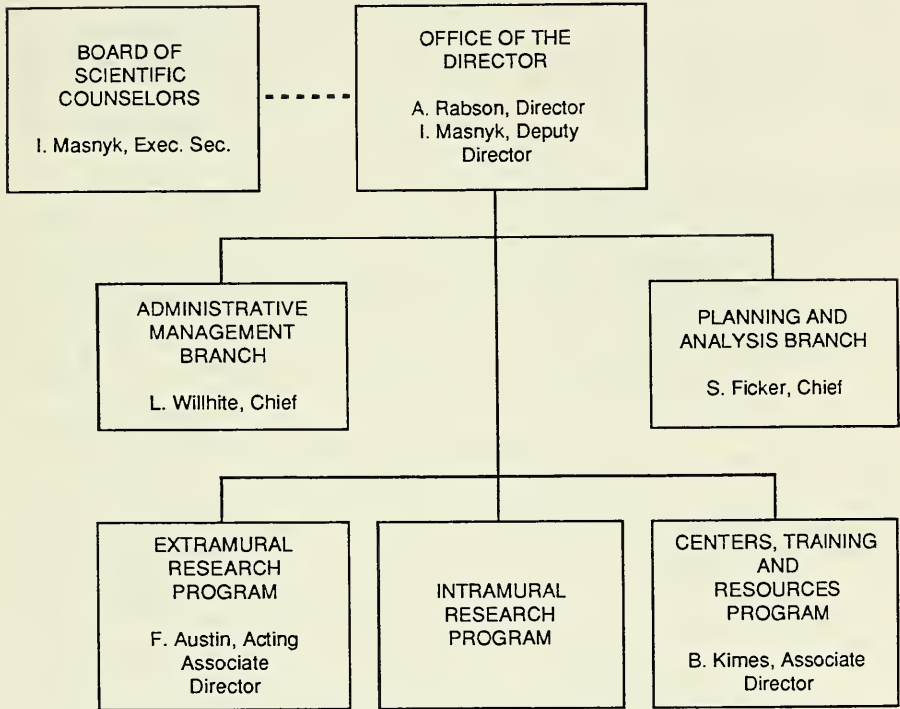 BOARD OF
SCIENTIFIC
COUNSELORS
I. Masnyk, Exec. Sec.
OFFICE OF THE
DIRECTOR
A. Rabson, Director
I. Masnyk, Deputy
Director
ADMINISTRATIVE
MANAGEMENT
BRANCH
L. Willhite, Chief
PLANNING AND
ANALYSIS BRANCH
S. Ficker, Chief
EXTRAMURAL
RESEARCH
PROGRAM
F. Austin, Acting
Associate
Director
INTRAMURAL
RESEARCH
PROGRAM
CENTERS, TRAINING
AND
RESOURCES
PROGRAM
B. Kimes, Associate
Director